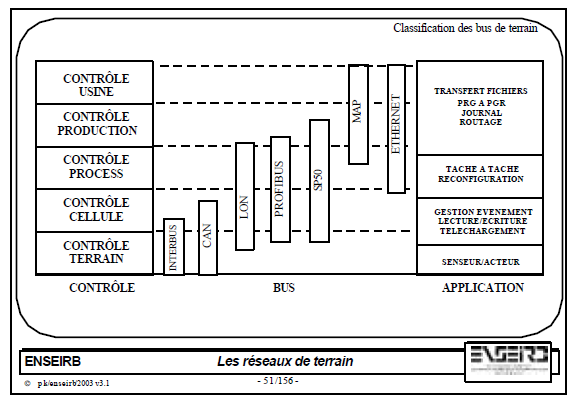 Classification des bus de terrain
CONTRÔLE
USINE
CONTRÔLE
PRODUCTION
CONTRÔLE
PROCESS
CONTRÔLE
CELLULE
CONTRÔLE
TERRAIN
INTERBUS
CAN
LON
PROFIBUS
SP50
MAP
ETHERNET
TRANSFERT FICHIERS
PRG A PGR
JOURNAL
ROUTAGE
TACHE A TACHE
RECONFIGURATION
GESTION EVENEMENT
LECTURE/ECRITURE
TELECHARGEMENT
SENSEUR/ACTEUR
CONTRÔLE
BUS
APPLICATION
ENSEIRB
Les réseaux de terrain
ENSEIRB
© pk/enseirb/2003 v3.1
- 51/156 -